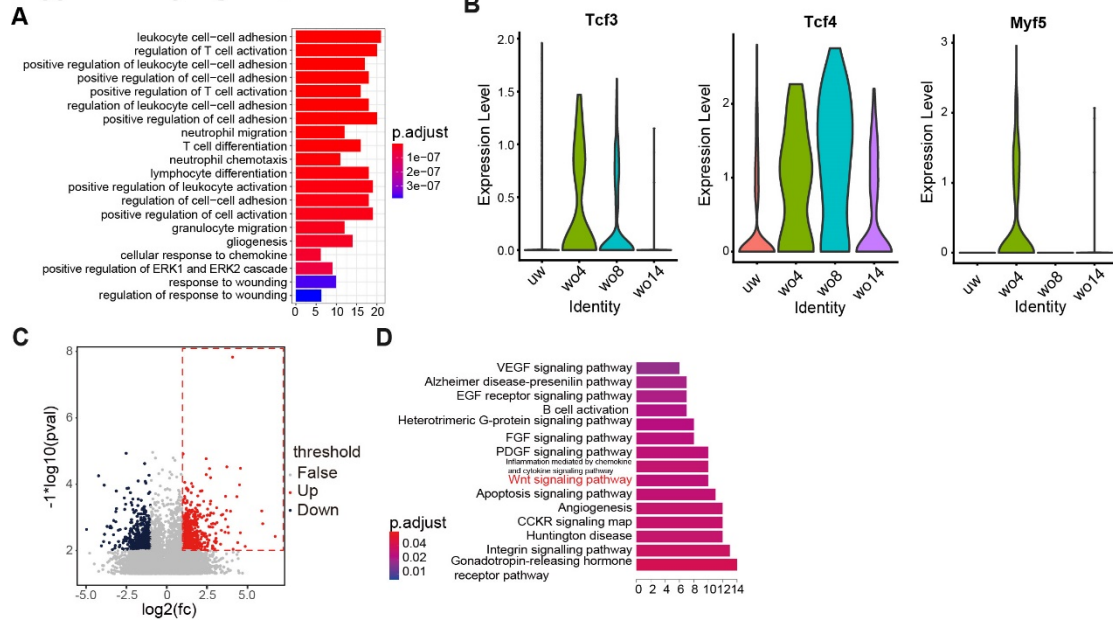 A
leukocyte cell-cell adhesion
regulation of T cell activation
positive regulation of leukocyte cell-cell adhesion
positive regulation of cell-cell adhesion
positive regulation of T cell activation
regulation of leukocyte cell-cell adhesion
positive regulation of cell adhesion
neutrophil migration
T cell differentiation
neutrophil chemotaxis
lymphocyte differentiation
positive regulation of leukocyte activation
regulation of cell-cell adhesion
positive regulation of cell activation
granulocyte migration
gliogenesis
cellular response to chemokine
positive regulation of ERK1 and ERK2 cascade
response to wounding
regulation of response to wounding
0 5 10 15 20
p.adjust
1e-07
2e-07
3e-07
B
Tcf3
Expression Level
2.0
1.5
1.0
0.5
0.0
uw wo4 wo8 wo14
Identity
Tcf4
Expression Level
2
1
0
uw wo4 wo8 wo14
Identity
Myf5
Expression Level
3
2
1
0
uw wo4 wo8 wo14
Identity
C
-1*log10(pval)
8
6
4
2
-5.0 -2.5 0.0 2.5 5.0
log2(fc)
threshold
False
Up
Down
D
VEGF signaling pathway
Alzheimer disease-presenilin pathway
EGF receptor signaling pathway
B cell activation
Heterotrimeric G-protein signaling pathway
FGF signaling pathway
PDGF signaling pathway
Inflammation mediated by chemokine
and cytokine signaling pathway
Wnt signaling pathway
Apoptosis signaling pathway
Angiogenesis
CCKR signaling map
Huntington disease
Integrin signalling pathway
Gonadotropin-releasing hormone
receptor pathway
0 2 4 6 8 10 12 14
p.adjust
0.04
0.02
0.01